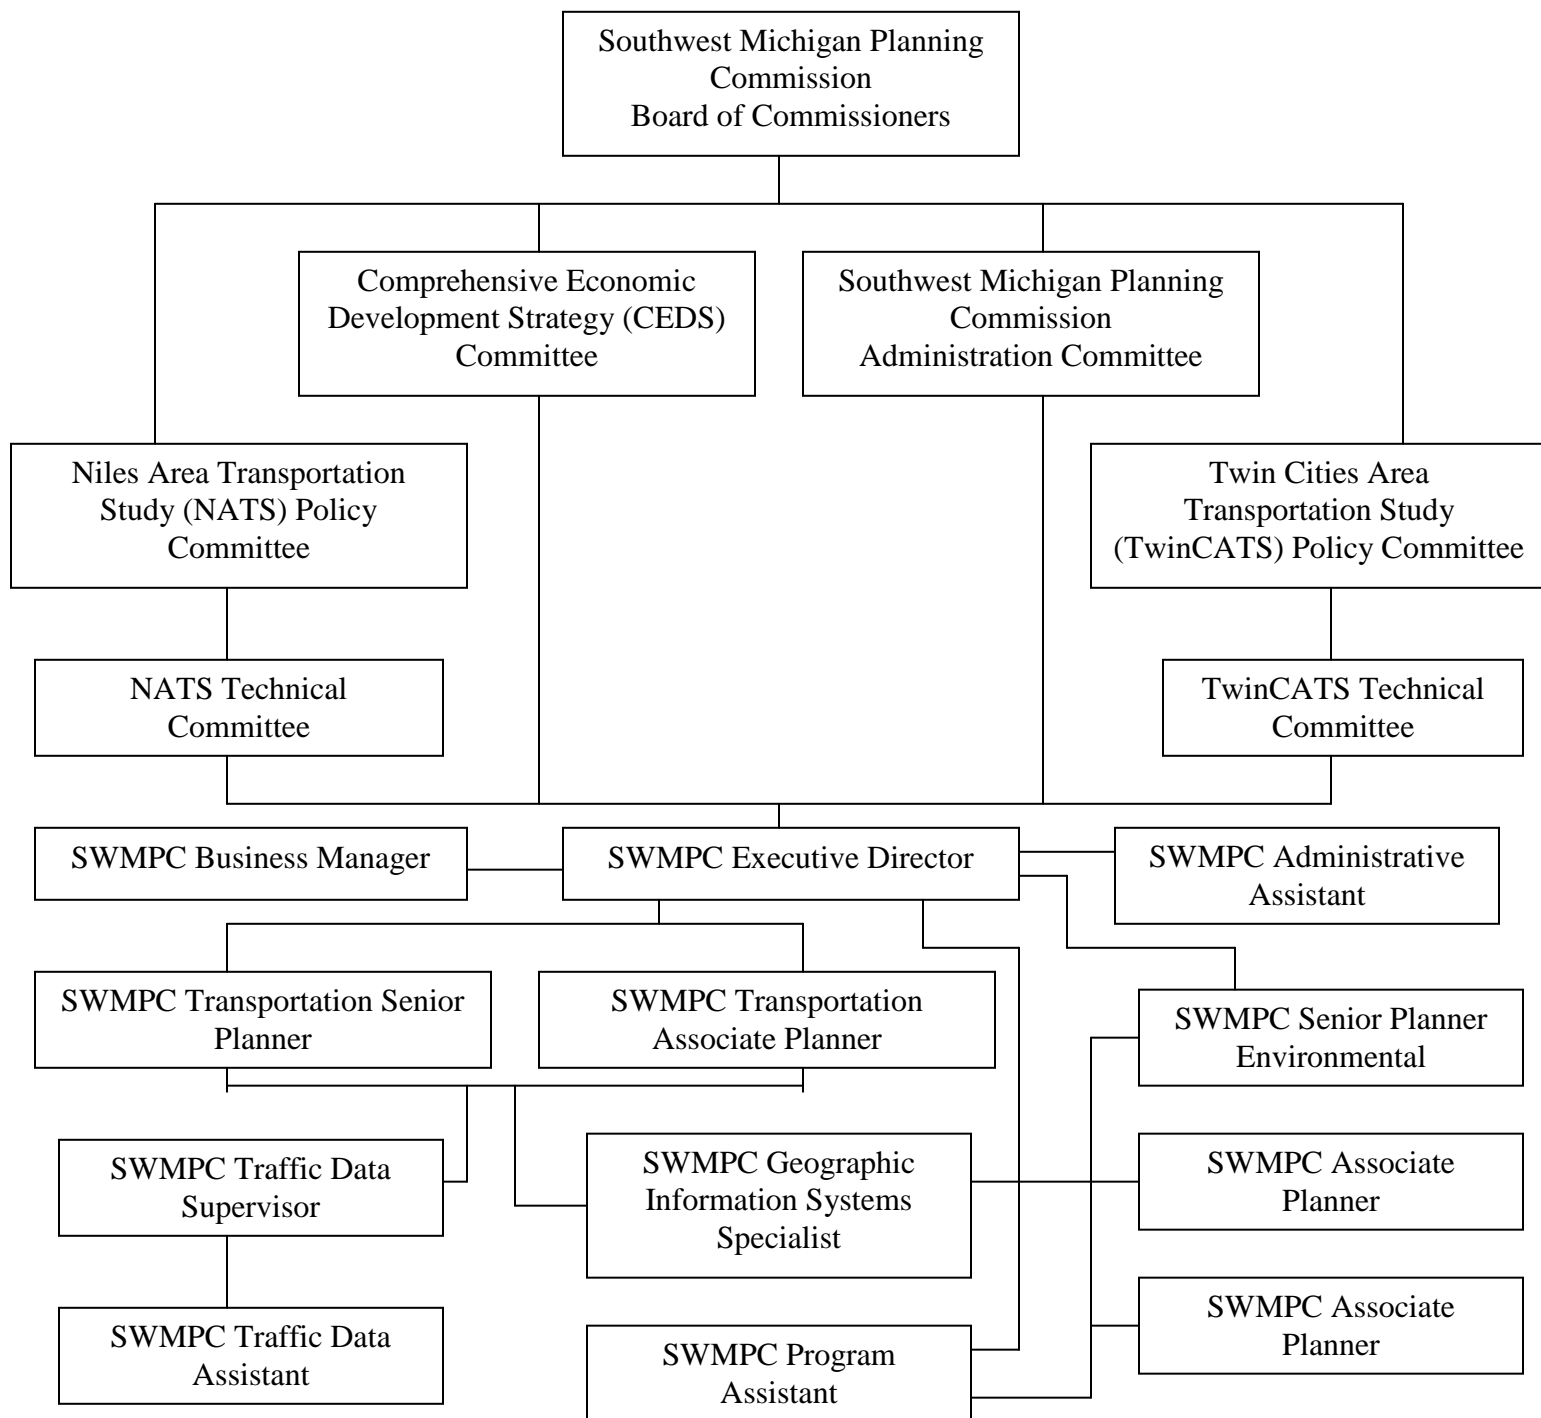 Southwest Michigan Planning
Commission
Board of Commissioners
Comprehensive Economic
Development Strategy (CEDS)
Committee
Southwest Michigan Planning
Commission
Administration Committee
Niles Area Transportation
Study (NATS) Policy
Committee
Twin Cities Area
Transportation Study
(TwinCATS) Policy Committee
NATS Technical
Committee
TwinCATS Technical
Committee
SWMPC Business Manager
SWMPC Executive Director
SWMPC Administrative
Assistant
SWMPC Transportation Senior
Planner
SWMPC Transportation
Associate Planner
SWMPC Senior Planner
Environmental
SWMPC Traffic Data
Supervisor
SWMPC Geographic
Information Systems
Specialist
SWMPC Associate
Planner
SWMPC Traffic Data
Assistant
SWMPC Program
Assistant
SWMPC Associate
Planner